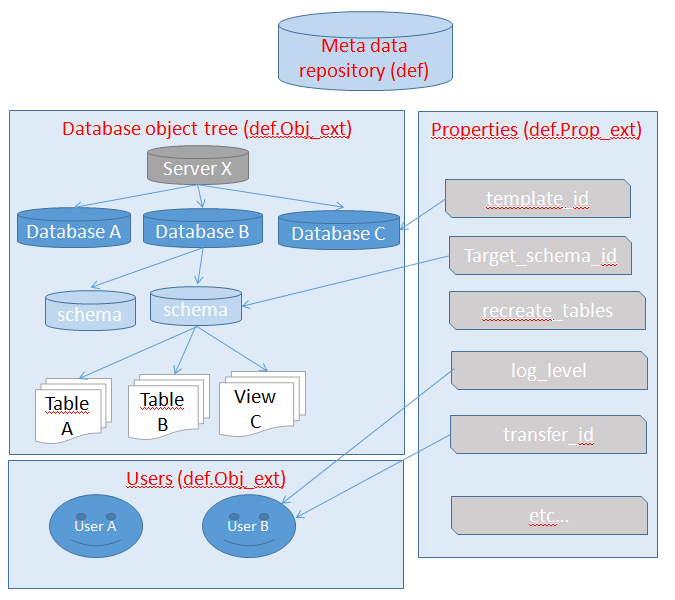 Meta data
repository (def)
Database object tree (def.Obj_ext)
Server X
Database A
Database B
Database C
schema
schema
Table
A
Table
B
View
C
Users (def.Obj_ext)
User A
User B
Properties (def.Prop_ext)
template_id
Target_schema_id
recreate_tables
log_level
transfer_id
etc...